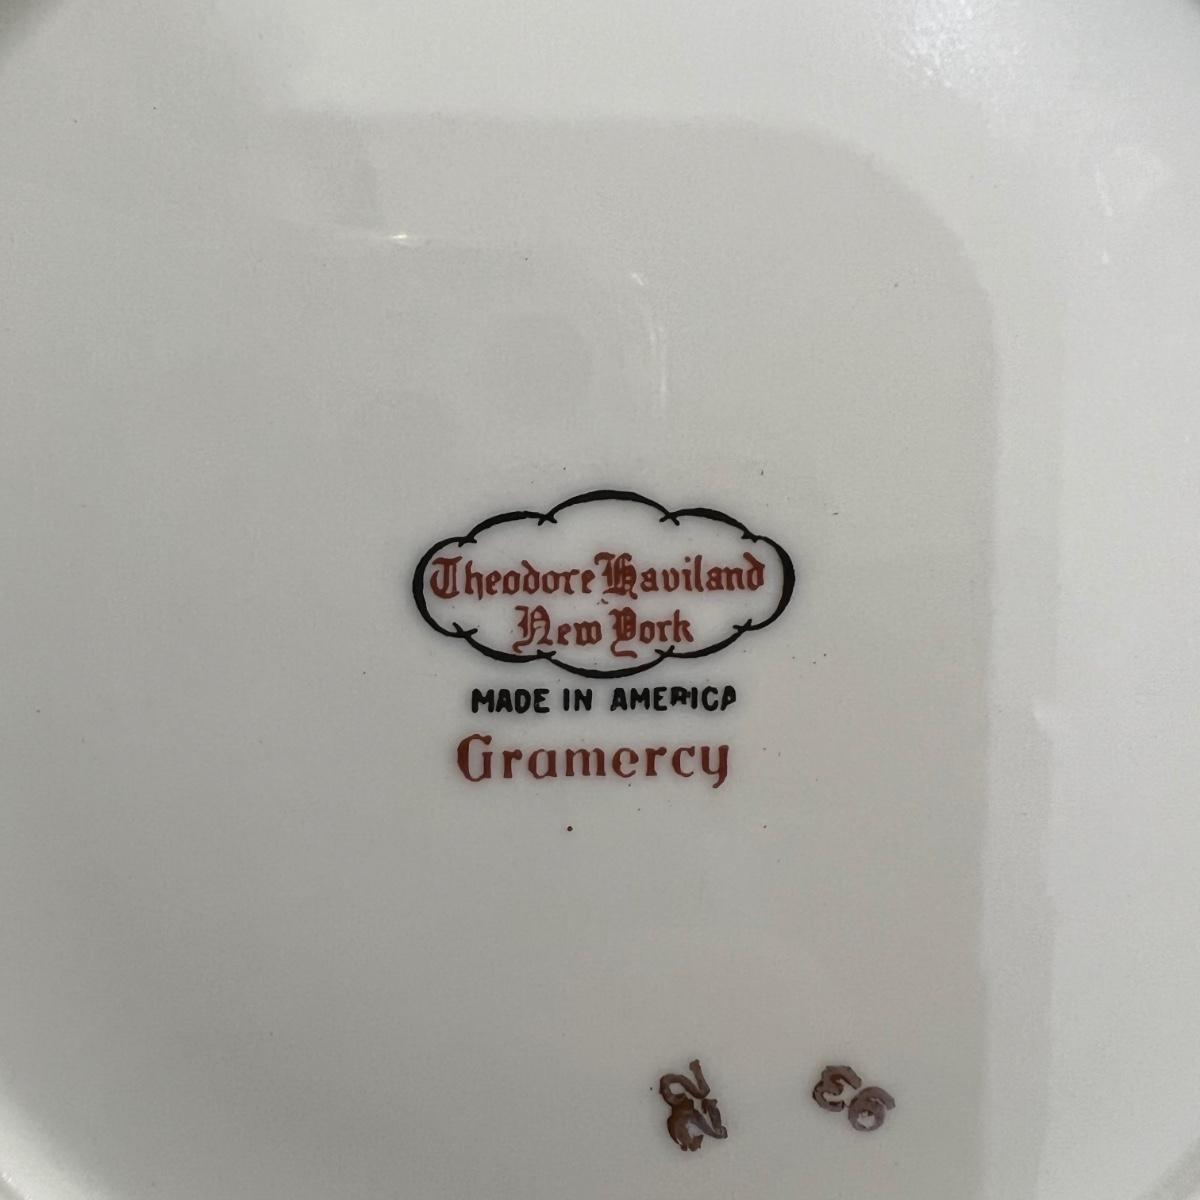 Theodore Haviland
New York
MADE IN AMERICA
Gramercy